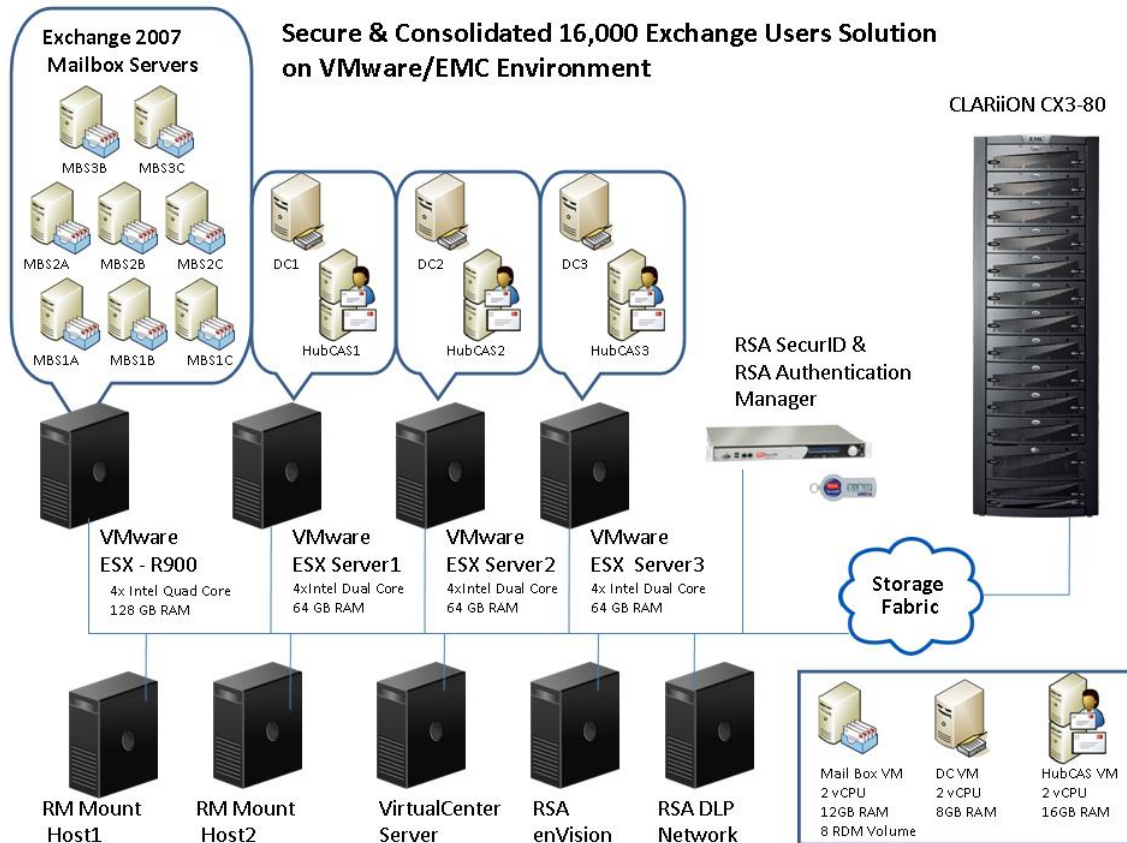 Secure & Consolidated 16,000 Exchange Users Solution
on VMware/EMC Environment
Exchange 2007
Mailbox Servers
MBS3B
MBS3C
MBS2A
MBS2B
MBS2C
MBS1A
MBS1B
MBS1C
DC1
HubCAS1
DC2
HubCAS2
DC3
HubCAS3
CLARiiON CX3-80
RSA SecurID &
RSA Authentication
Manager
VMware
ESX - R900
4x Intel Quad Core
128 GB RAM
VMware
ESX Server1
4xIntel Dual Core
64 GB RAM
VMware
ESX Server2
4xIntel Dual Core
64 GB RAM
VMware
ESX Server3
4x Intel Dual Core
64 GB RAM
Storage
Fabric
RM Mount
Host1
RM Mount
Host2
VirtualCenter
Server
RSA
enVision
RSA DLP
Network
Mail Box VM
2 vCPU
12GB RAM
8 RDM Volume
DC VM
2 vCPU
8GB RAM
HubCAS VM
2 vCPU
16GB RAM